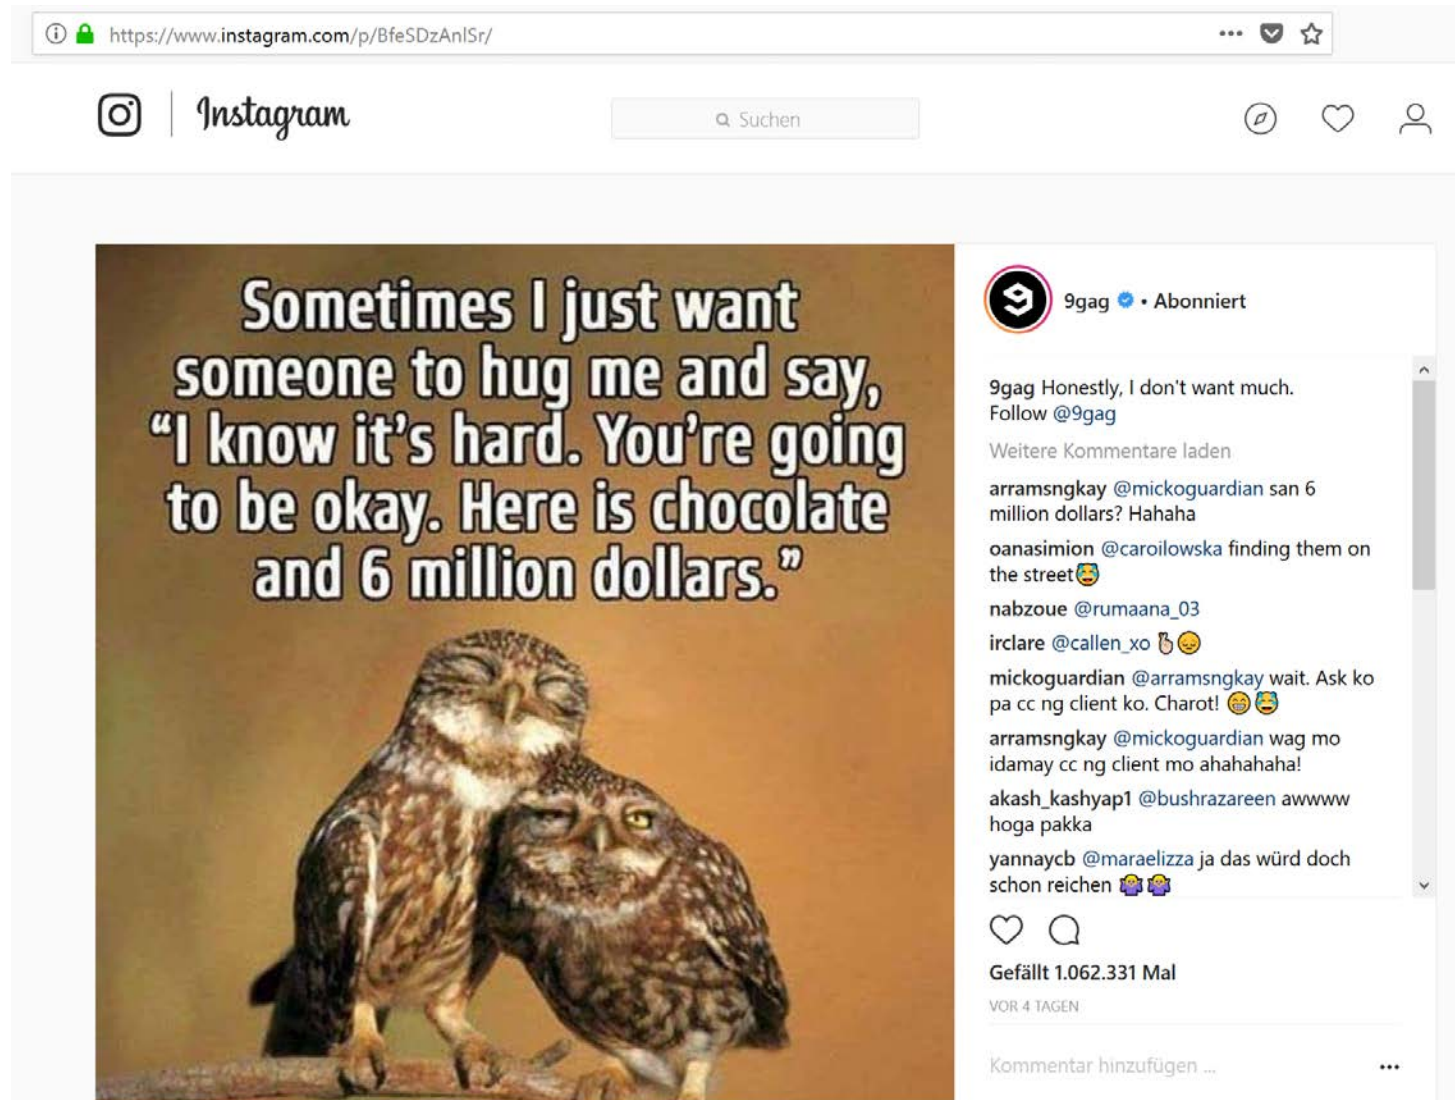 https://www.instagram.com/p/BfeSDzAnlSr/
Instagram
Suchen
Sometimes I just want
someone to hug me and say,
“I know it’s hard. You’re going
to be okay. Here is chocolate
and 6 million dollars.”
9gag • Abonniert
9gag Honestly, I don't want much.
Follow @9gag
Weitere Kommentare laden
arramsngkay @mickoguardian san 6
million dollars? Hahaha
oanasimion @caroilowska finding them on
the street😹
nabzoue @rumaana_03
irclare @callen_xo 🤞🏻😞
mickoguardian @arramsngkay wait. Ask ko
pa cc ng client ko. Charot! 😁😹
arramsngkay @mickoguardian wag mo
idamay cc ng client mo ahahahaha!
akash_kashyap1 @bushrazareen awwww
hoga pakka
yannaycb @maraelizza ja das würd doch
schon reichen 🤷‍♀️🤷‍♀️
Gefällt 1.062.331 Mal
VOR 4 TAGEN
Kommentar hinzufügen ...